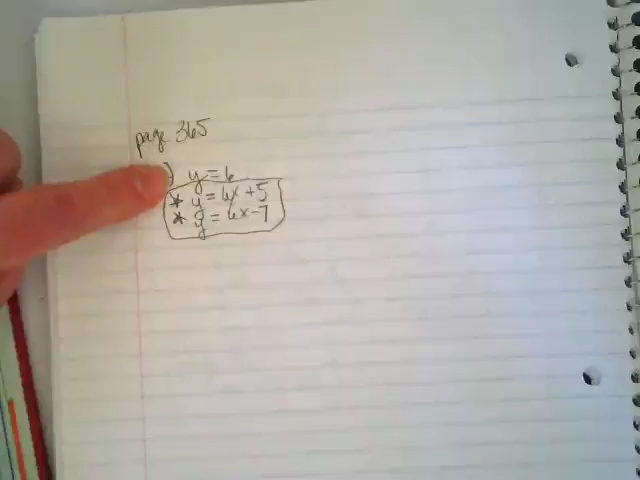 page 365
) y = 6
* y = 6x + 5
* y = 6x - 7